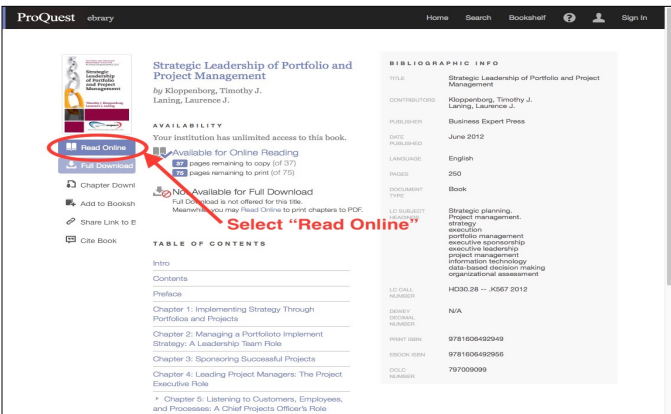 ProQuest ebrary
Home Search Bookshelf ? Sign In
Strategic
Leadership
of Portfolio
and Project
Management
Read Online
Full Download
Chapter Downl
Add to Booksh
Share Link to B
Cite Book
Strategic Leadership of Portfolio and
Project Management
by Kloppenborg, Timothy J.
Laning, Laurence J.
AVAILABILITY
Your institution has unlimited access to this book.
Available for Online Reading
37 pages remaining to copy (of 37)
75 pages remaining to print (of 75)
Not Available for Full Download
Full Download is not offered for this title.
Meanwhile you may Read Online to print chapters to PDF.
Select “Read Online”
TABLE OF CONTENTS
Intro
Contents
Preface
Chapter 1: Implementing Strategy Through
Portfolios and Projects
Chapter 2: Managing a Portfolioto Implement
Strategy: A Leadership Team Role
Chapter 3: Sponsoring Successful Projects
Chapter 4: Leading Project Managers: The Project
Executive Role
Chapter 5: Listening to Customers, Employees,
and Processes: A Chief Projects Officer's Role
BIBLIOGRAPHIC INFO
TITLE Strategic Leadership of Portfolio and Project
Management
CONTRIBUTORS Kloppenborg, Timothy J.
Laning, Laurence J.
PUBLISHER Business Expert Press
DATE June 2012
PUBLISHED
LANGUAGE English
PAGES 250
DOCUMENT Book
TYPE
LC SUBJECT Strategic planning.
HEADINGS Project management.
strategy
execution
portfolio management
executive sponsorship
executive leadership
project management
information technology
data-based decision making
organizational assessment
LC CALL HD30.28 -- .K567 2012
NUMBER
DEWEY N/A
DECIMAL
NUMBER
PRINT ISBN 9781606492949
EBOOK ISBN 9781606492956
OCLC 797009099
NUMBER